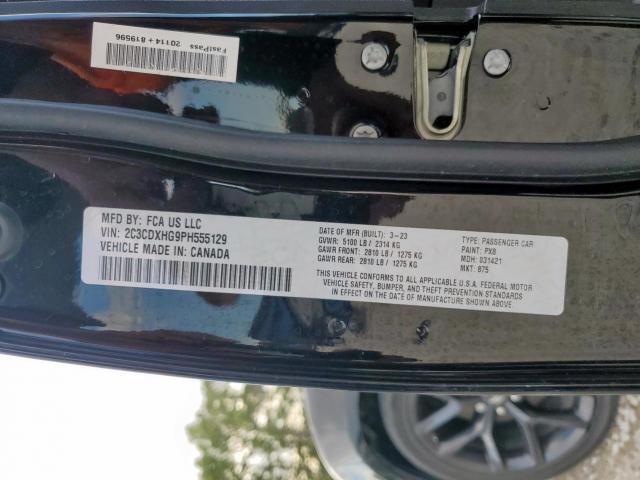 FastPass
20114 + 819596
MFD BY: FCA US LLC
VIN: 2C3CDXHG9PH555129
VEHICLE MADE IN: CANADA
DATE OF MFR (BUILT): 3-23
GVWR: 5100 LB / 2314 KG
GAWR FRONT: 2810 LB / 1275 KG
GAWR REAR: 2810 LB / 1275 KG
TYPE: PASSENGER CAR
PAINT: PX8
MDH: 031421
MKT: 875
THIS VEHICLE CONFORMS TO ALL APPLICABLE U.S.A. FEDERAL MOTOR
VEHICLE SAFETY, BUMPER, AND THEFT PREVENTION STANDARDS
IN EFFECT ON THE DATE OF MANUFACTURE SHOWN ABOVE.